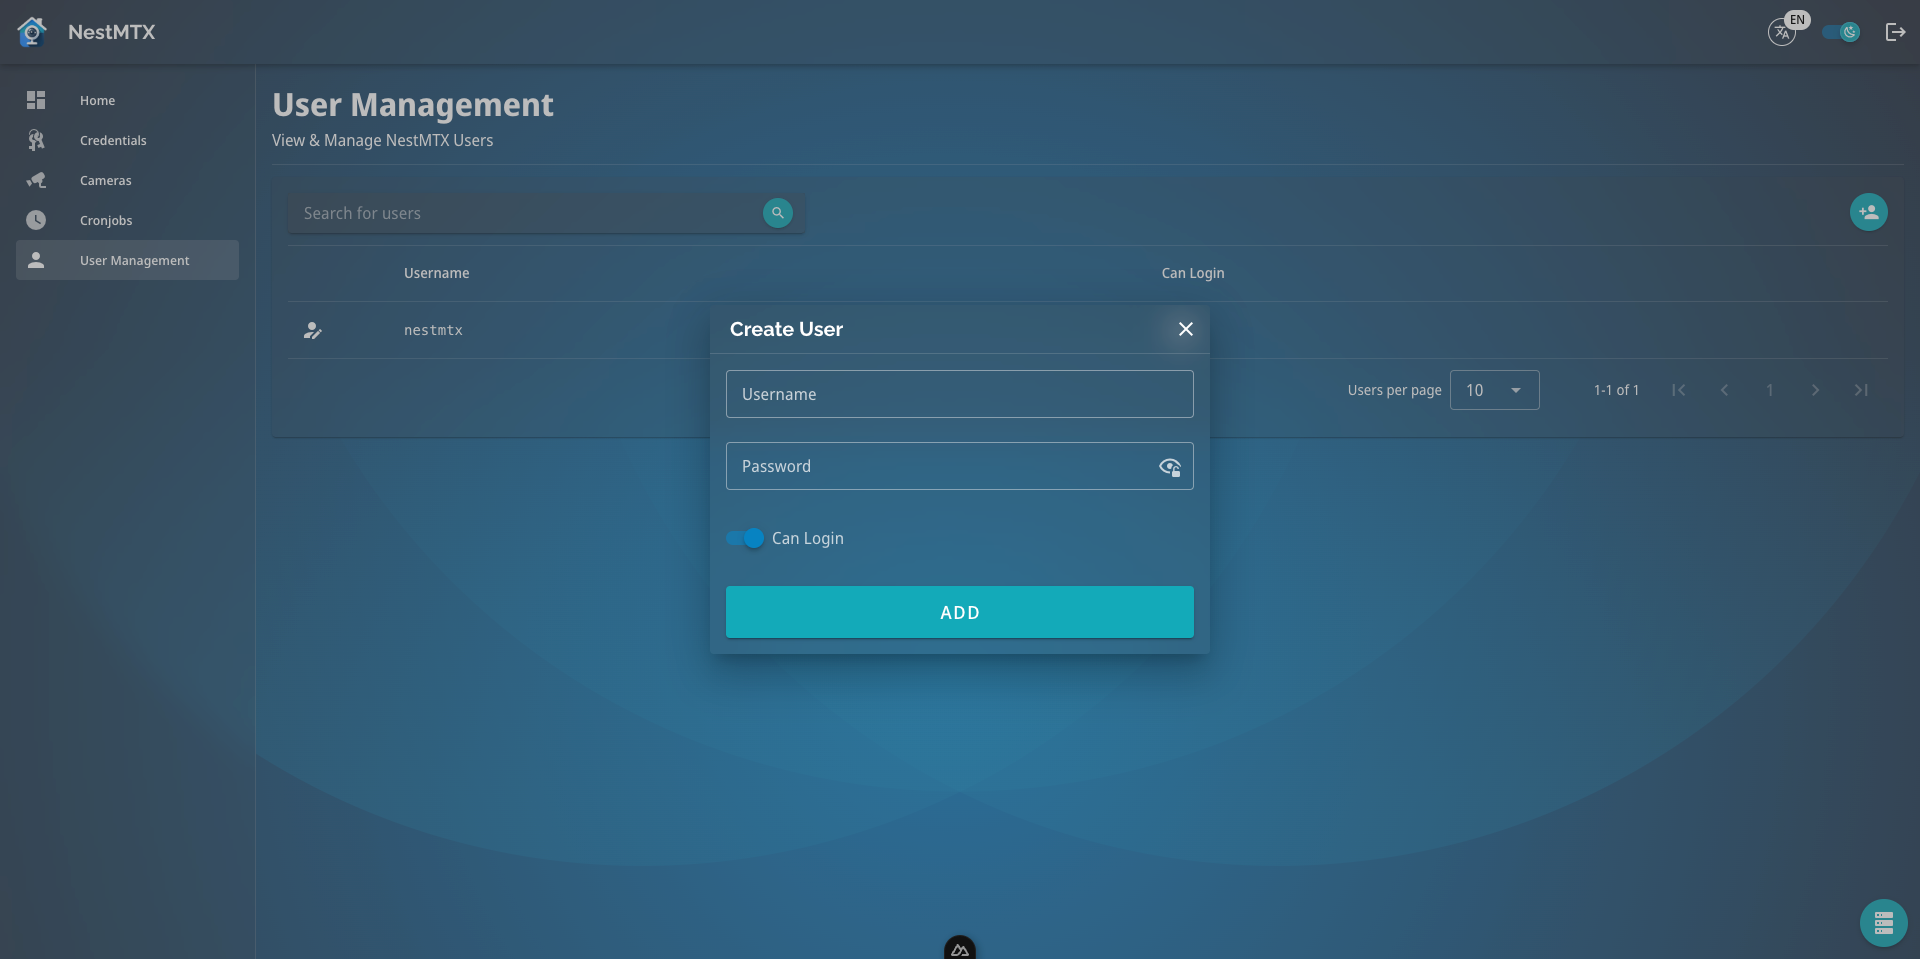 NestMTX
EN
Home
Credentials
Cameras
Cronjobs
User Management
User Management
View & Manage NestMTX Users
Search for users
Username
Can Login
nestmtx
Users per page
10
1-1 of 1
1
Create User
Username
Password
Can Login
ADD